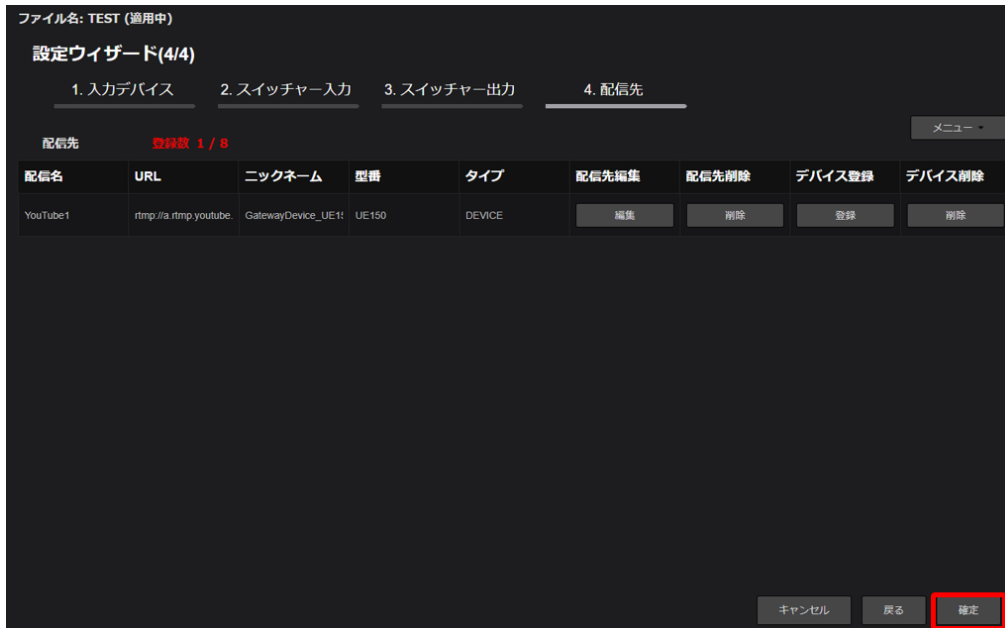 ファイル名: TEST (適用中)
設定ウィザード(4/4)
1. 入力デバイス 2. スイッチャー入力 3. スイッチャー出力 4. 配信先
メニュー
配信先 登録数 1 / 8
配信名 URL ニックネーム 型番 タイプ 配信先編集 配信先削除 デバイス登録 デバイス削除
YouTube1 rtmp://a.rtmp.youtube. GatewayDevice_UE15 UE150 DEVICE 編集 削除 登録 削除
キャンセル 戻る 確定